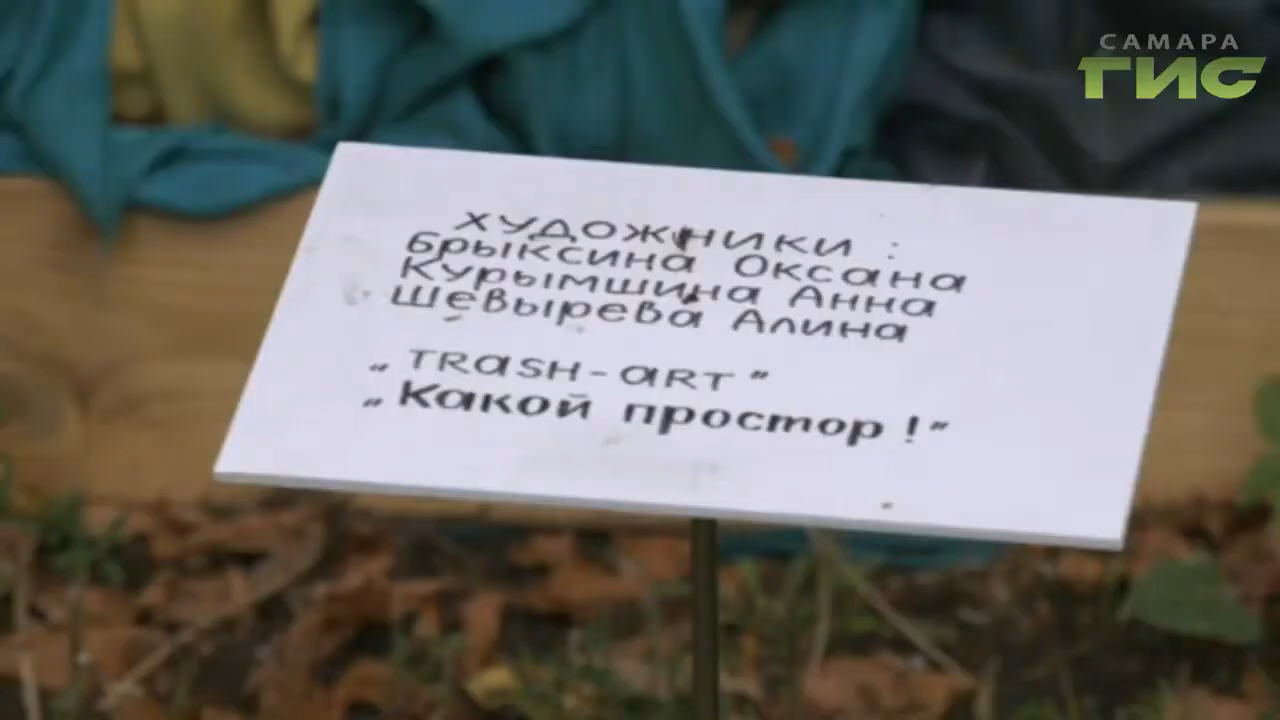 САМАРА
ГИС
ХУДОЖНИКИ :
Брыксина Оксана
Курымшина Анна
Шевырева Алина
„TRASH-ART”
„Какой простор!”